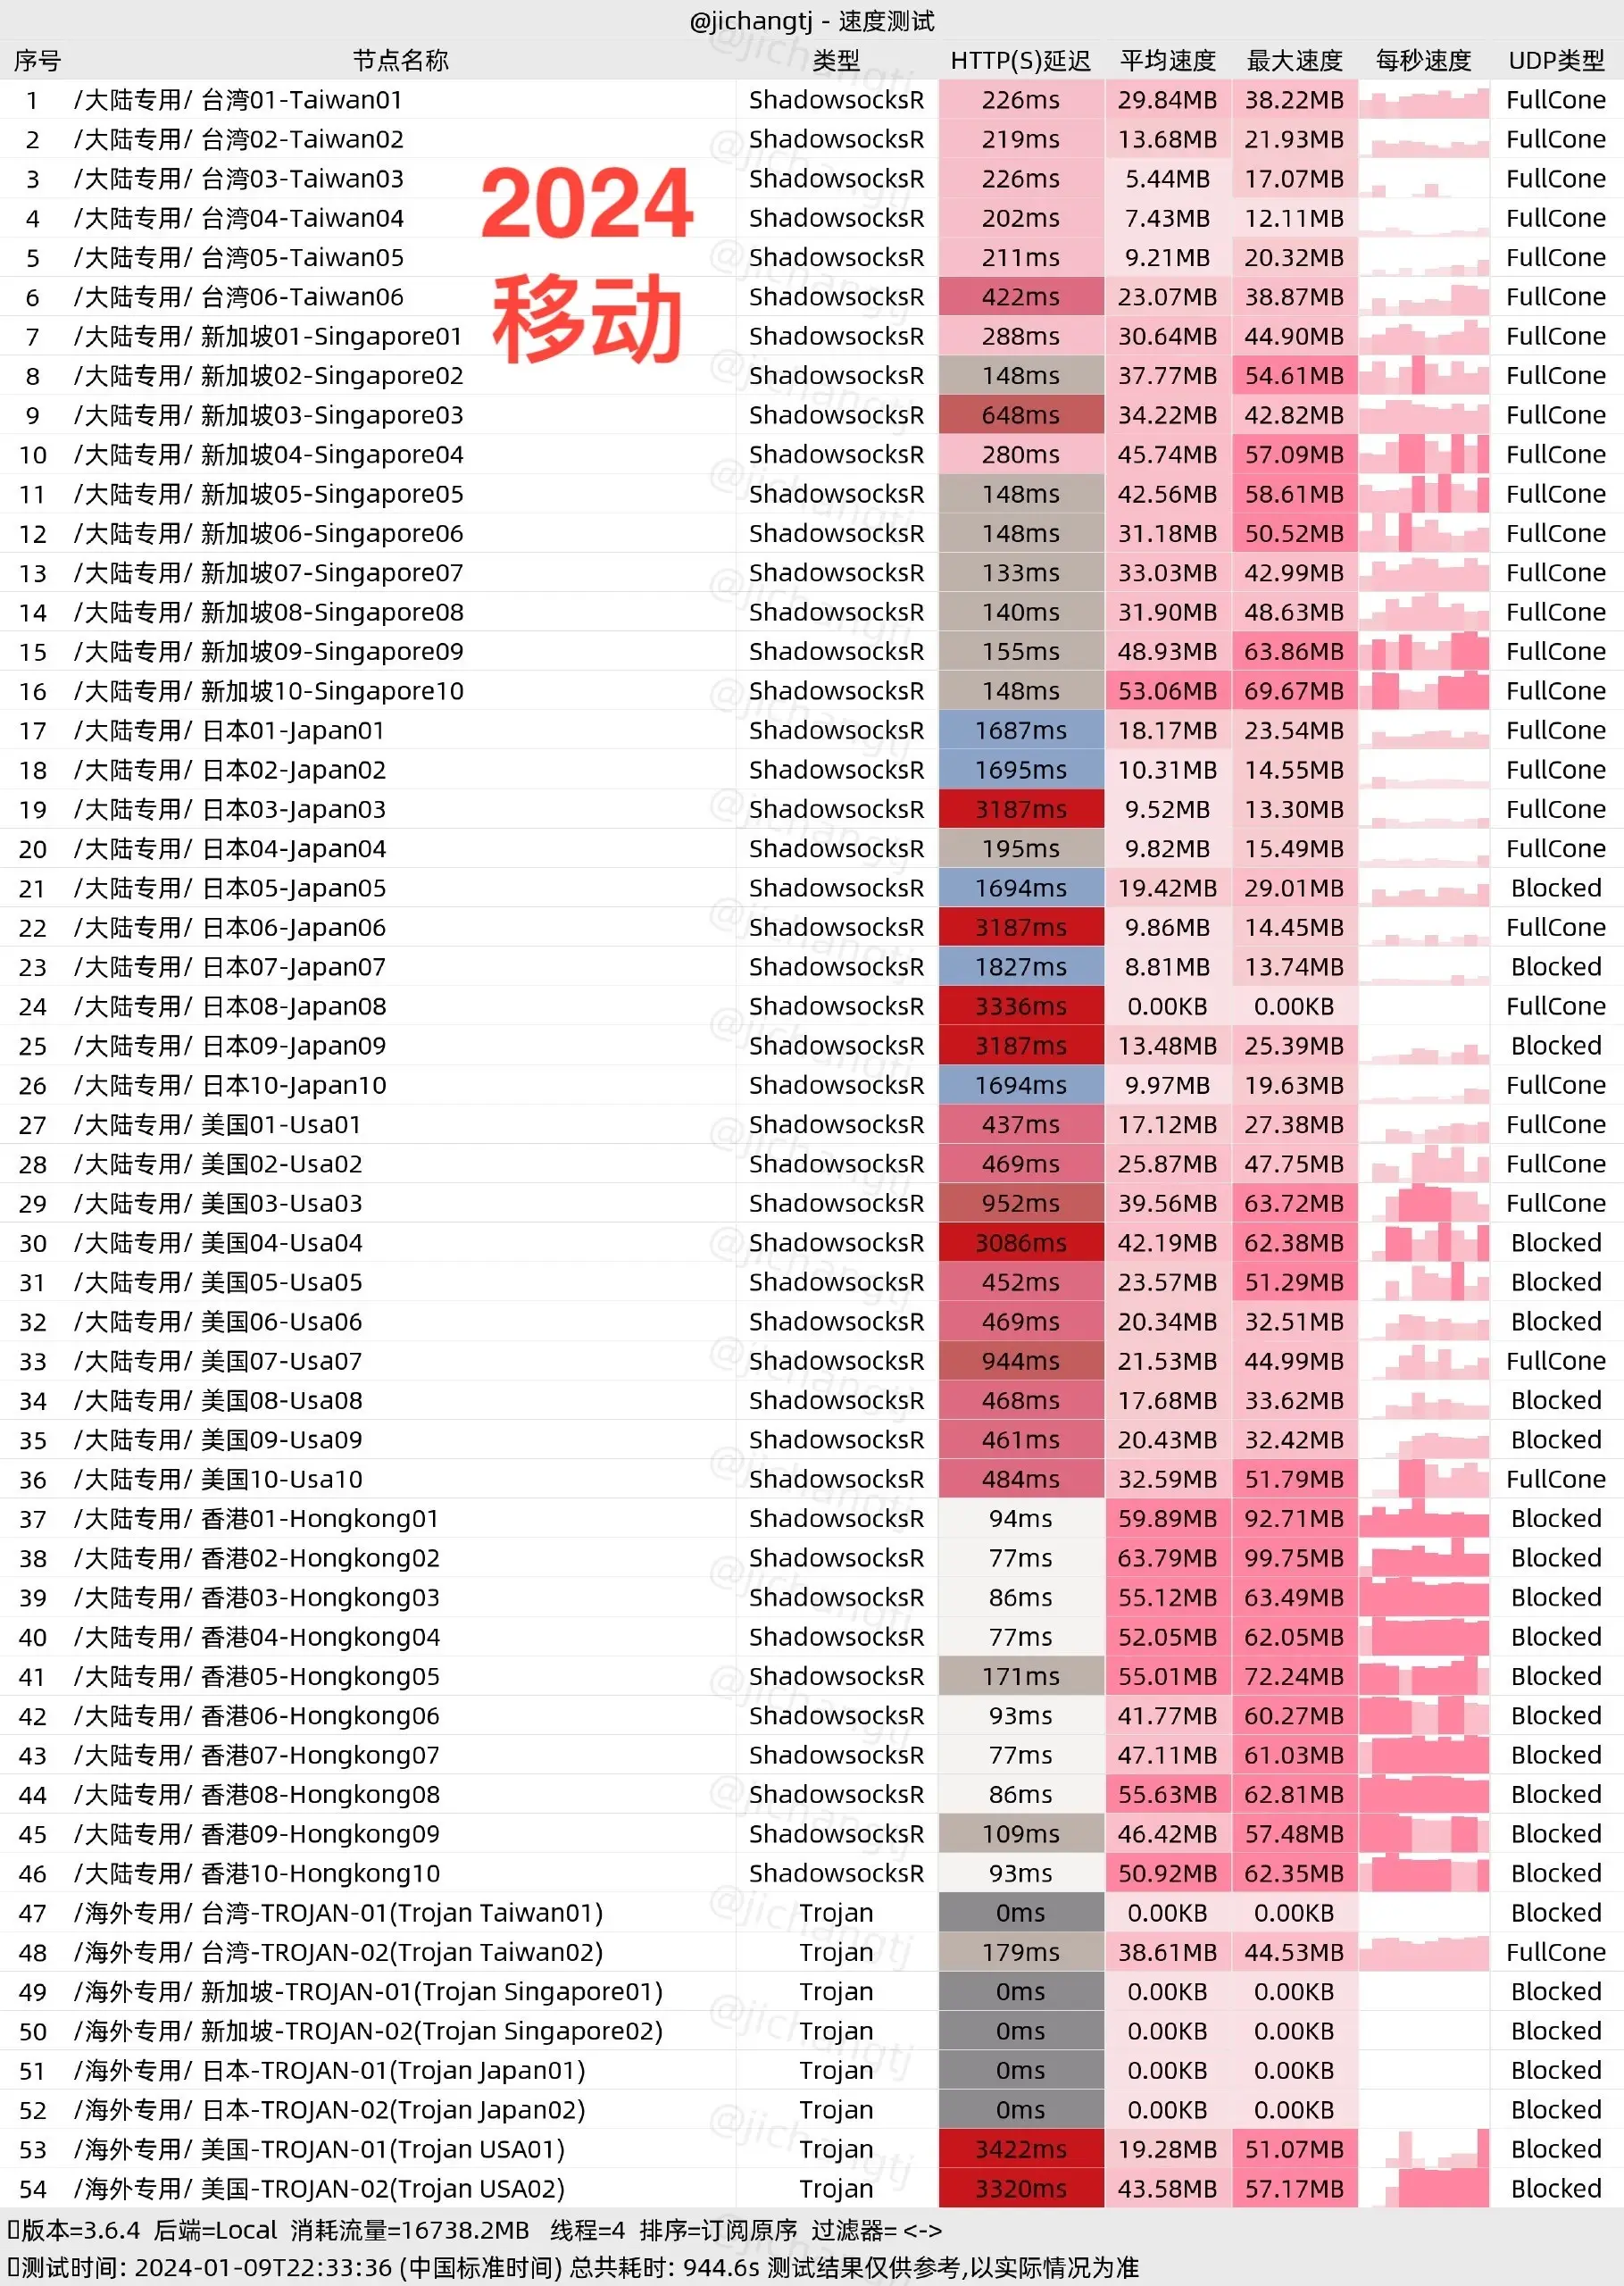 @jichangtj - 速度测试
序号 节点名称 类型 HTTP(S)延迟 平均速度 最大速度 每秒速度 UDP类型
1 /大陆专用/ 台湾01-Taiwan01 ShadowsocksR 226ms 29.84MB 38.22MB FullCone
2 /大陆专用/ 台湾02-Taiwan02 ShadowsocksR 219ms 13.68MB 21.93MB FullCone
3 /大陆专用/ 台湾03-Taiwan03 ShadowsocksR 226ms 5.44MB 17.07MB FullCone
4 /大陆专用/ 台湾04-Taiwan04 ShadowsocksR 202ms 7.43MB 12.11MB FullCone
5 /大陆专用/ 台湾05-Taiwan05 ShadowsocksR 211ms 9.21MB 20.32MB FullCone
6 /大陆专用/ 台湾06-Taiwan06 ShadowsocksR 422ms 23.07MB 38.87MB FullCone
2024
移动
7 /大陆专用/ 新加坡01-Singapore01 ShadowsocksR 288ms 30.64MB 44.90MB FullCone
8 /大陆专用/ 新加坡02-Singapore02 ShadowsocksR 148ms 37.77MB 54.61MB FullCone
9 /大陆专用/ 新加坡03-Singapore03 ShadowsocksR 648ms 34.22MB 42.82MB FullCone
10 /大陆专用/ 新加坡04-Singapore04 ShadowsocksR 280ms 45.74MB 57.09MB FullCone
11 /大陆专用/ 新加坡05-Singapore05 ShadowsocksR 148ms 42.56MB 58.61MB FullCone
12 /大陆专用/ 新加坡06-Singapore06 ShadowsocksR 148ms 31.18MB 50.52MB FullCone
13 /大陆专用/ 新加坡07-Singapore07 ShadowsocksR 133ms 33.03MB 42.99MB FullCone
14 /大陆专用/ 新加坡08-Singapore08 ShadowsocksR 140ms 31.90MB 48.63MB FullCone
15 /大陆专用/ 新加坡09-Singapore09 ShadowsocksR 155ms 48.93MB 63.86MB FullCone
16 /大陆专用/ 新加坡10-Singapore10 ShadowsocksR 148ms 53.06MB 69.67MB FullCone
17 /大陆专用/ 日本01-Japan01 ShadowsocksR 1687ms 18.17MB 23.54MB FullCone
18 /大陆专用/ 日本02-Japan02 ShadowsocksR 1695ms 10.31MB 14.55MB FullCone
19 /大陆专用/ 日本03-Japan03 ShadowsocksR 3187ms 9.52MB 13.30MB FullCone
20 /大陆专用/ 日本04-Japan04 ShadowsocksR 195ms 9.82MB 15.49MB FullCone
21 /大陆专用/ 日本05-Japan05 ShadowsocksR 1694ms 19.42MB 29.01MB Blocked
22 /大陆专用/ 日本06-Japan06 ShadowsocksR 3187ms 9.86MB 14.45MB FullCone
23 /大陆专用/ 日本07-Japan07 ShadowsocksR 1827ms 8.81MB 13.74MB Blocked
24 /大陆专用/ 日本08-Japan08 ShadowsocksR 3336ms 0.00KB 0.00KB FullCone
25 /大陆专用/ 日本09-Japan09 ShadowsocksR 3187ms 13.48MB 25.39MB Blocked
26 /大陆专用/ 日本10-Japan10 ShadowsocksR 1694ms 9.97MB 19.63MB FullCone
27 /大陆专用/ 美国01-Usa01 ShadowsocksR 437ms 17.12MB 27.38MB FullCone
28 /大陆专用/ 美国02-Usa02 ShadowsocksR 469ms 25.87MB 47.75MB FullCone
29 /大陆专用/ 美国03-Usa03 ShadowsocksR 952ms 39.56MB 63.72MB FullCone
30 /大陆专用/ 美国04-Usa04 ShadowsocksR 3086ms 42.19MB 62.38MB Blocked
31 /大陆专用/ 美国05-Usa05 ShadowsocksR 452ms 23.57MB 51.29MB Blocked
32 /大陆专用/ 美国06-Usa06 ShadowsocksR 469ms 20.34MB 32.51MB Blocked
33 /大陆专用/ 美国07-Usa07 ShadowsocksR 944ms 21.53MB 44.99MB FullCone
34 /大陆专用/ 美国08-Usa08 ShadowsocksR 468ms 17.68MB 33.62MB Blocked
35 /大陆专用/ 美国09-Usa09 ShadowsocksR 461ms 20.43MB 32.42MB Blocked
36 /大陆专用/ 美国10-Usa10 ShadowsocksR 484ms 32.59MB 51.79MB FullCone
37 /大陆专用/ 香港01-Hongkong01 ShadowsocksR 94ms 59.89MB 92.71MB Blocked
38 /大陆专用/ 香港02-Hongkong02 ShadowsocksR 77ms 63.79MB 99.75MB Blocked
39 /大陆专用/ 香港03-Hongkong03 ShadowsocksR 86ms 55.12MB 63.49MB Blocked
40 /大陆专用/ 香港04-Hongkong04 ShadowsocksR 77ms 52.05MB 62.05MB Blocked
41 /大陆专用/ 香港05-Hongkong05 ShadowsocksR 171ms 55.01MB 72.24MB Blocked
42 /大陆专用/ 香港06-Hongkong06 ShadowsocksR 93ms 41.77MB 60.27MB Blocked
43 /大陆专用/ 香港07-Hongkong07 ShadowsocksR 77ms 47.11MB 61.03MB Blocked
44 /大陆专用/ 香港08-Hongkong08 ShadowsocksR 86ms 55.63MB 62.81MB Blocked
45 /大陆专用/ 香港09-Hongkong09 ShadowsocksR 109ms 46.42MB 57.48MB Blocked
46 /大陆专用/ 香港10-Hongkong10 ShadowsocksR 93ms 50.92MB 62.35MB Blocked
47 /海外专用/ 台湾-TROJAN-01(Trojan Taiwan01) Trojan 0ms 0.00KB 0.00KB Blocked
48 /海外专用/ 台湾-TROJAN-02(Trojan Taiwan02) Trojan 179ms 38.61MB 44.53MB FullCone
49 /海外专用/ 新加坡-TROJAN-01(Trojan Singapore01) Trojan 0ms 0.00KB 0.00KB Blocked
50 /海外专用/ 新加坡-TROJAN-02(Trojan Singapore02) Trojan 0ms 0.00KB 0.00KB Blocked
51 /海外专用/ 日本-TROJAN-01(Trojan Japan01) Trojan 0ms 0.00KB 0.00KB Blocked
52 /海外专用/ 日本-TROJAN-02(Trojan Japan02) Trojan 0ms 0.00KB 0.00KB Blocked
53 /海外专用/ 美国-TROJAN-01(Trojan USA01) Trojan 3422ms 19.28MB 51.07MB Blocked
54 /海外专用/ 美国-TROJAN-02(Trojan USA02) Trojan 3320ms 43.58MB 57.17MB Blocked
版本=3.6.4 后端=Local 消耗流量=16738.2MB 线程=4 排序=订阅原序 过滤器= <->
测试时间: 2024-01-09T22:33:36 (中国标准时间) 总共耗时: 944.6s 测试结果仅供参考,以实际情况为准